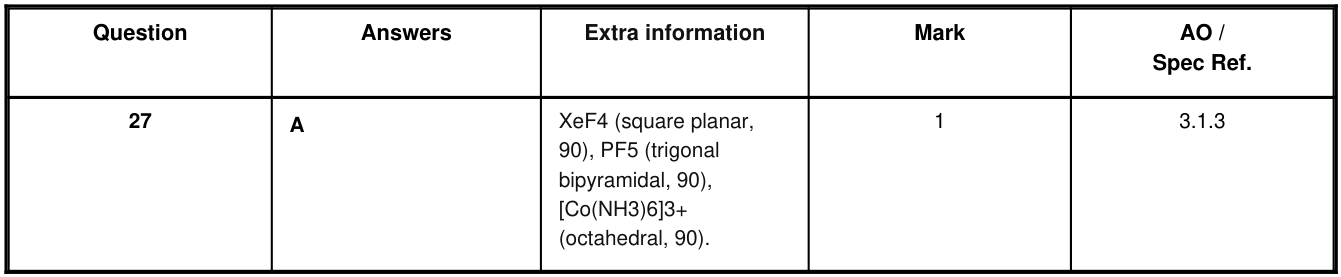 Question
Answers
Extra information
Mark
AO /
Spec Ref.
27
A
XeF4 (square planar,
90), PF5 (trigonal
bipyramidal, 90),
[Co(NH3)6]3+
(octahedral, 90).
1
3.1.3